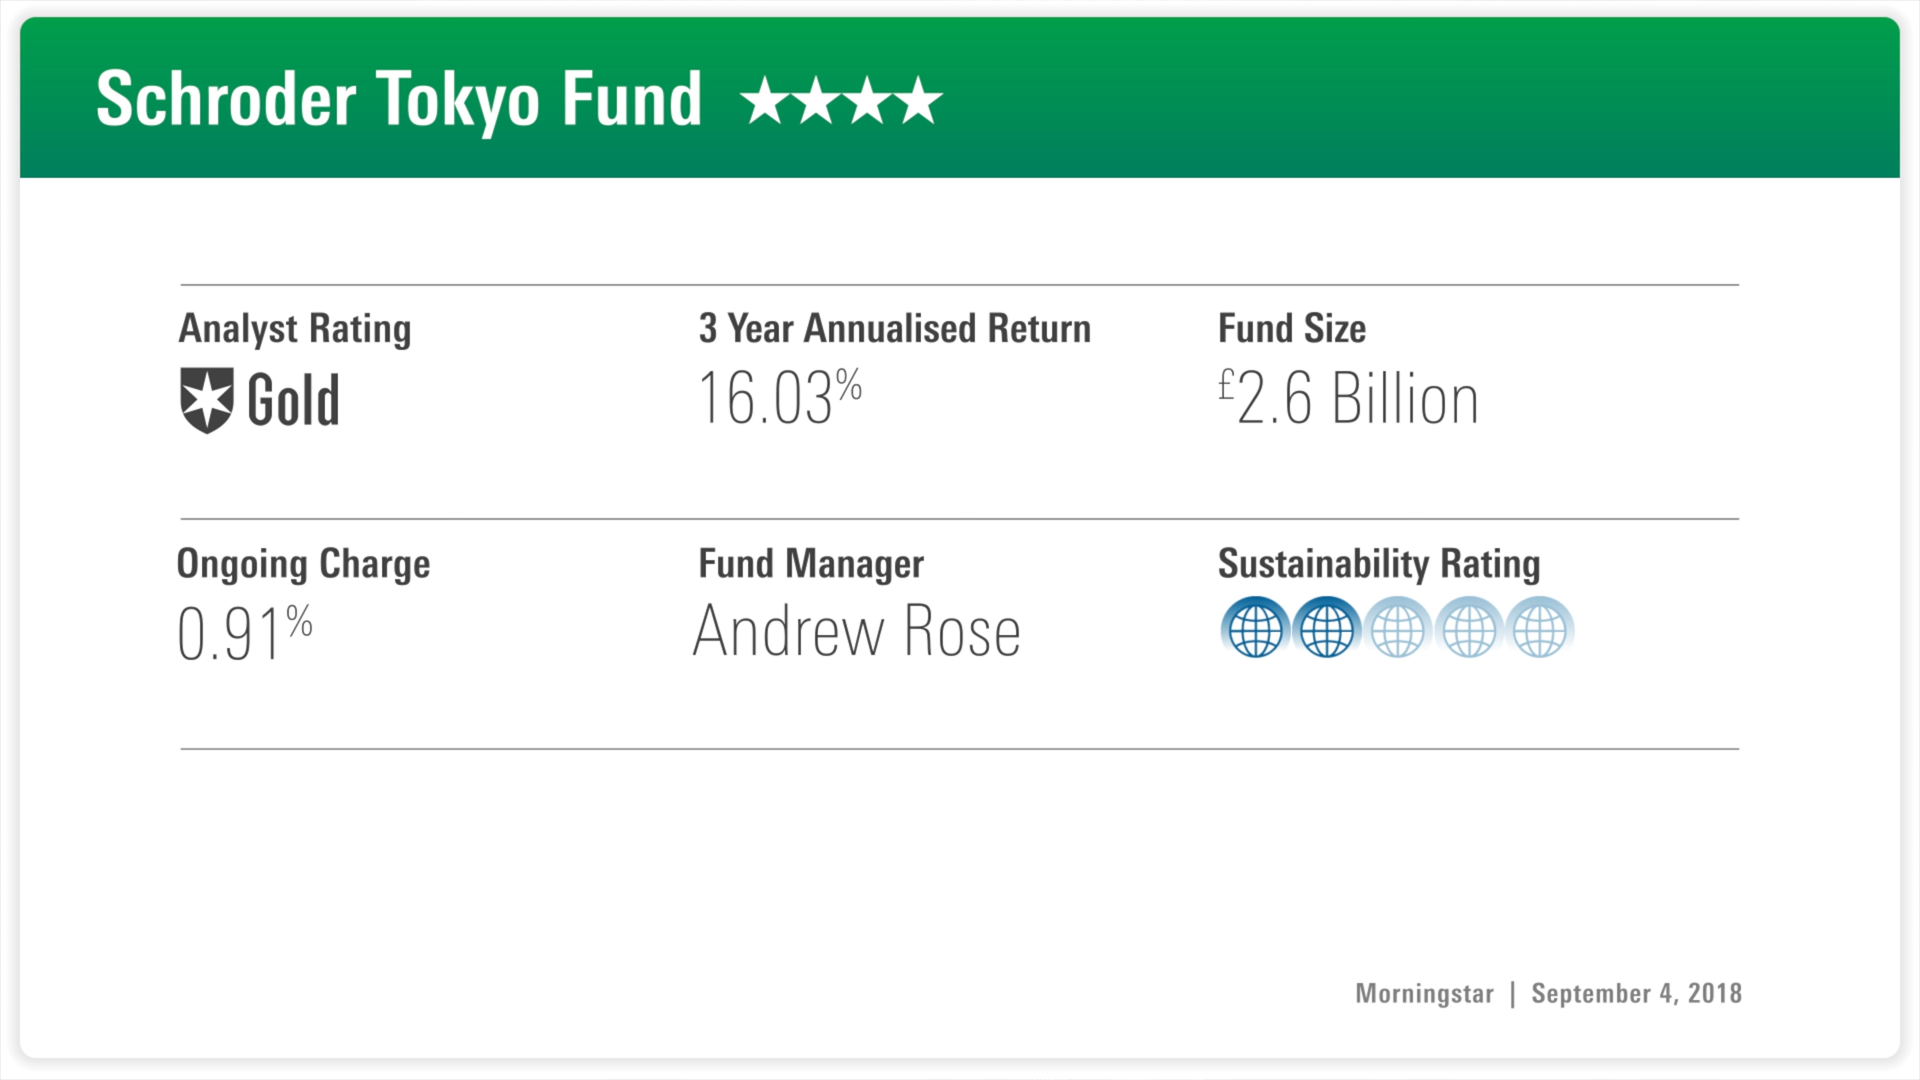 Schroder Tokyo Fund ★★★★
Analyst Rating
Gold
3 Year Annualised Return
16.03%
Fund Size
£2.6 Billion
Ongoing Charge
0.91%
Fund Manager
Andrew Rose
Sustainability Rating
Morningstar | September 4, 2018